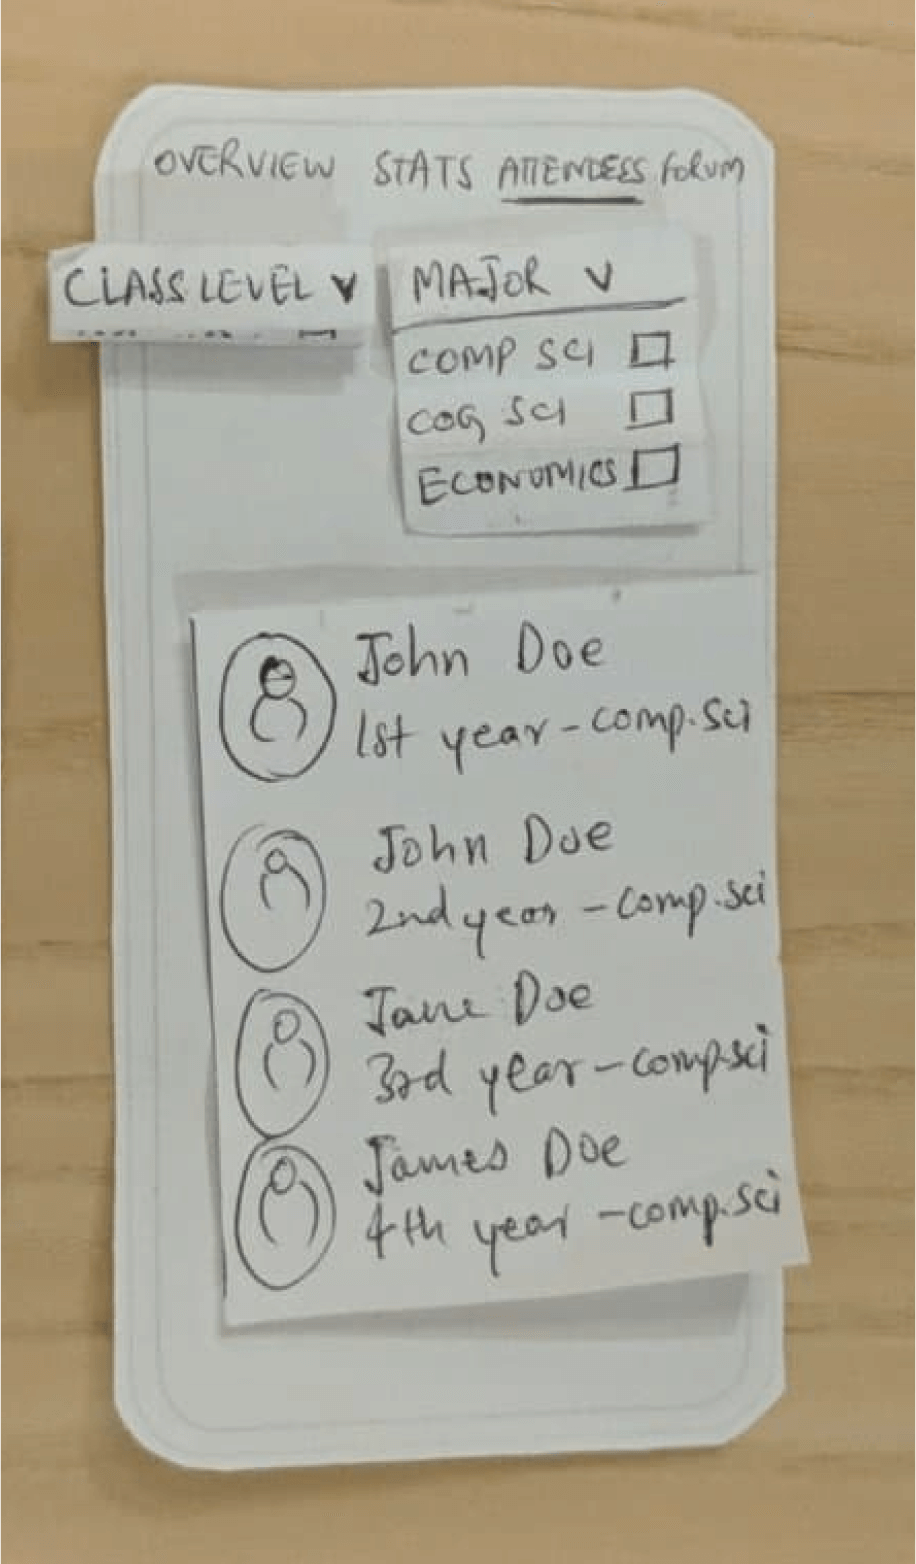 OVERVIEW STATS ATTENDESS FORUM
CLASS LEVEL V
MAJOR V
COMP SCI
COG SCI
ECONOMICS
John Doe
1st year - comp.sci
John Doe
2nd year - comp.sci
Jane Doe
3rd year - comp.sci
James Doe
4th year - comp.sci